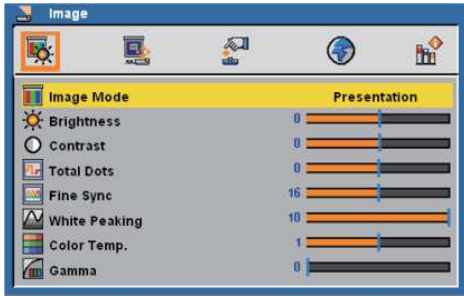 Image
Image Mode Presentation
Brightness 0
Contrast 0
Total Dots 0
Fine Sync 16
White Peaking 10
Color Temp. 1
Gamma 0